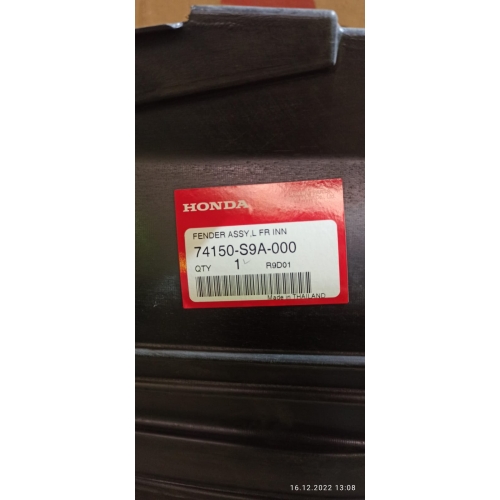 HONDA
FENDER ASSY,L FR INN
74150-S9A-000
QTY 1 R9D01
Made in THAILAND
16.12.2022 13:08